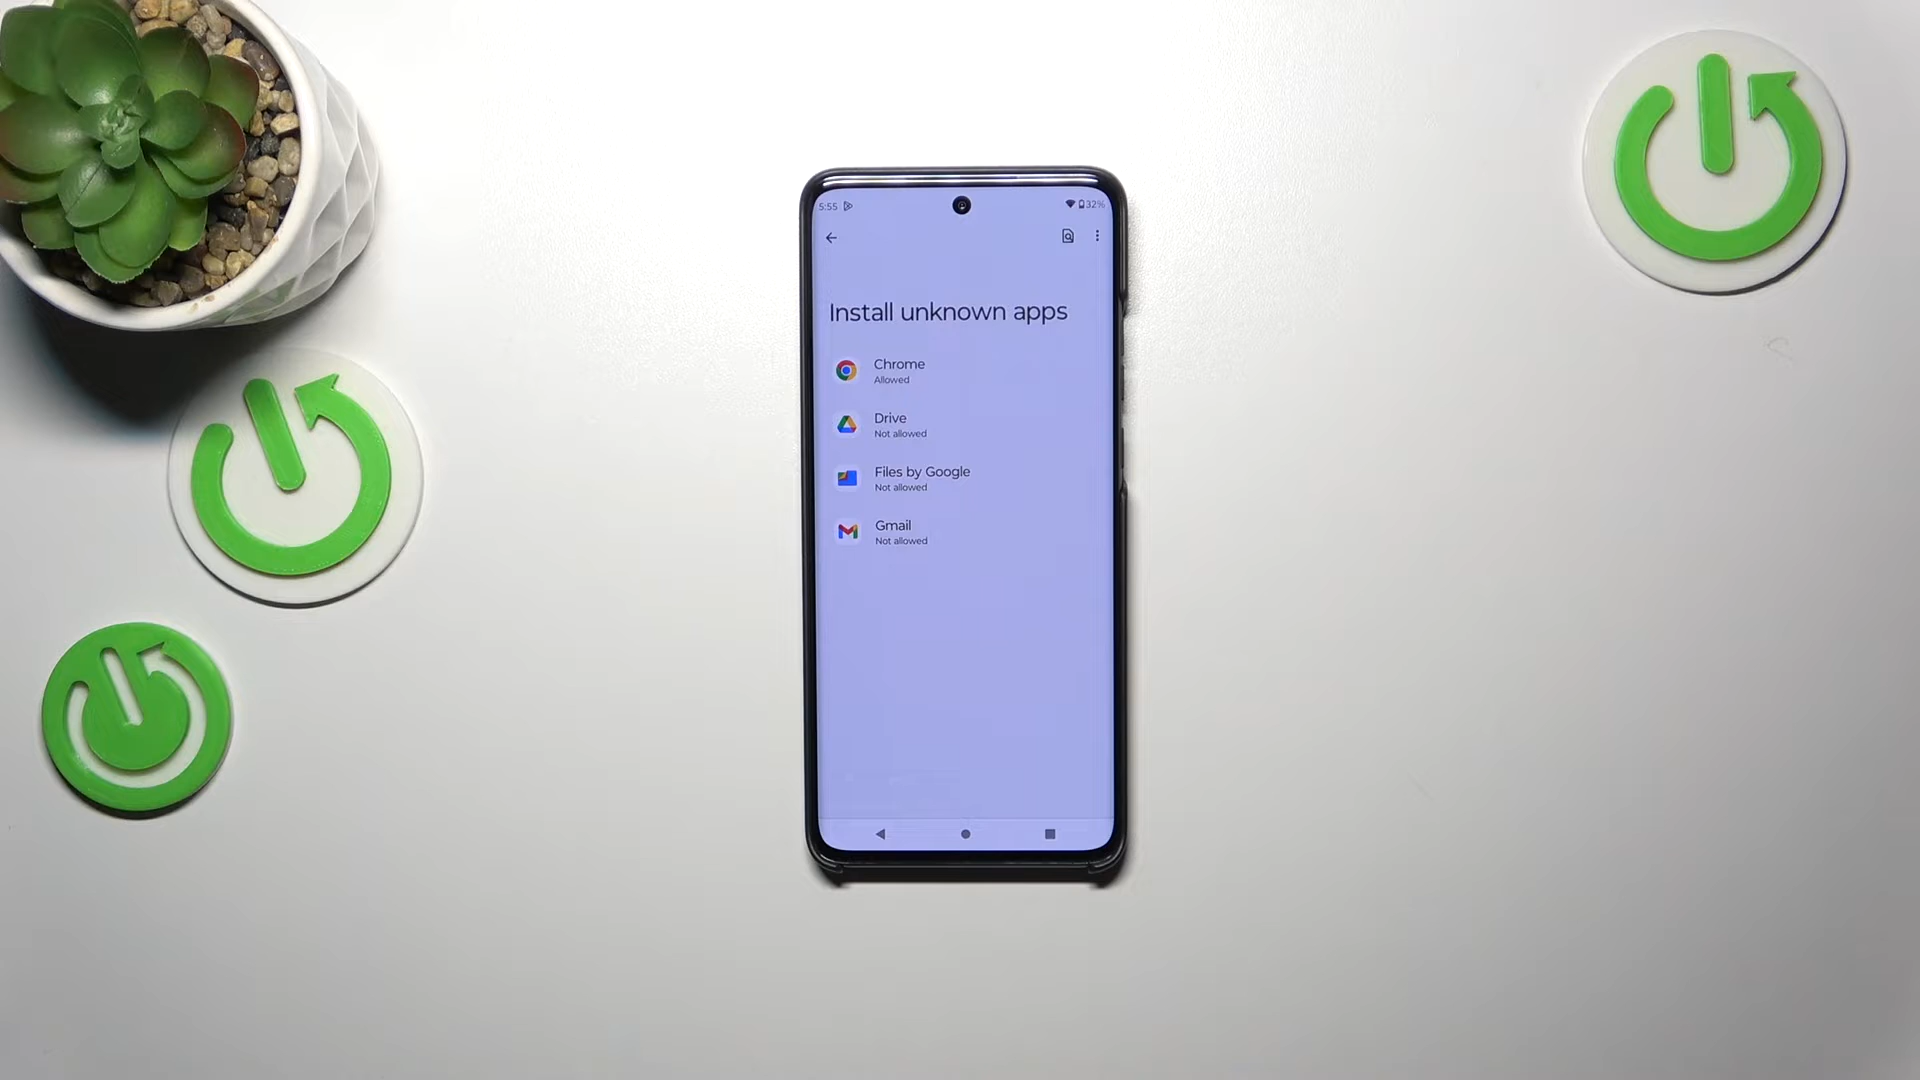 5:55
32%
Install unknown apps
Chrome
Allowed
Drive
Not allowed
Files by Google
Not allowed
Gmail
Not allowed